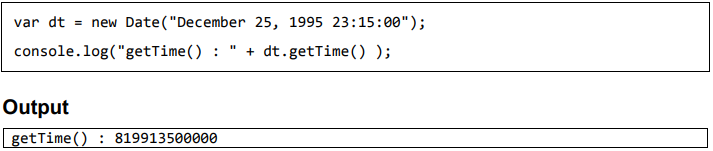 var dt = new Date("December 25, 1995 23:15:00");
console.log("getTime() : " + dt.getTime() );
Output
getTime() : 819913500000